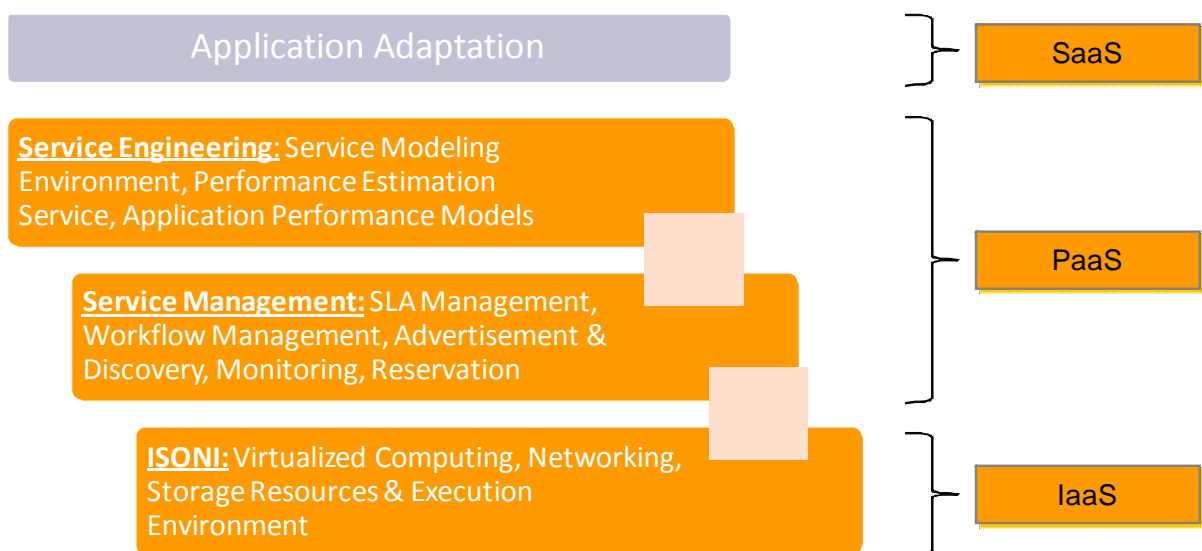 Application Adaptation
SaaS
Service Engineering: Service Modeling
Environment, Performance Estimation
Service, Application Performance Models
PaaS
Service Management: SLA Management,
Workflow Management, Advertisement &
Discovery, Monitoring, Reservation
ISONI: Virtualized Computing, Networking,
Storage Resources & Execution
Environment
IaaS